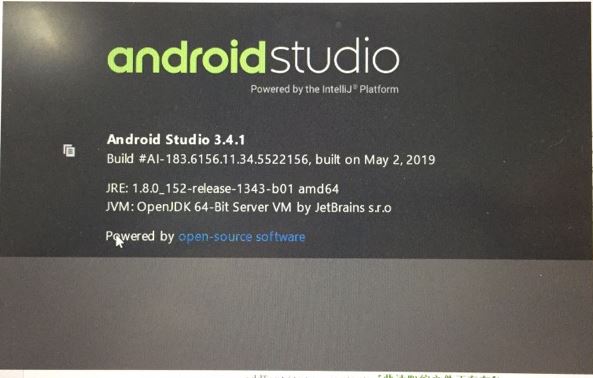 androidstudio
Powered by the IntelliJ® Platform
Android Studio 3.4.1
Build #AI-183.6156.11.34.5522156, built on May 2, 2019
JRE: 1.8.0_152-release-1343-b01 amd64
JVM: OpenJDK 64-Bit Server VM by JetBrains s.r.o
Powered by open-source software